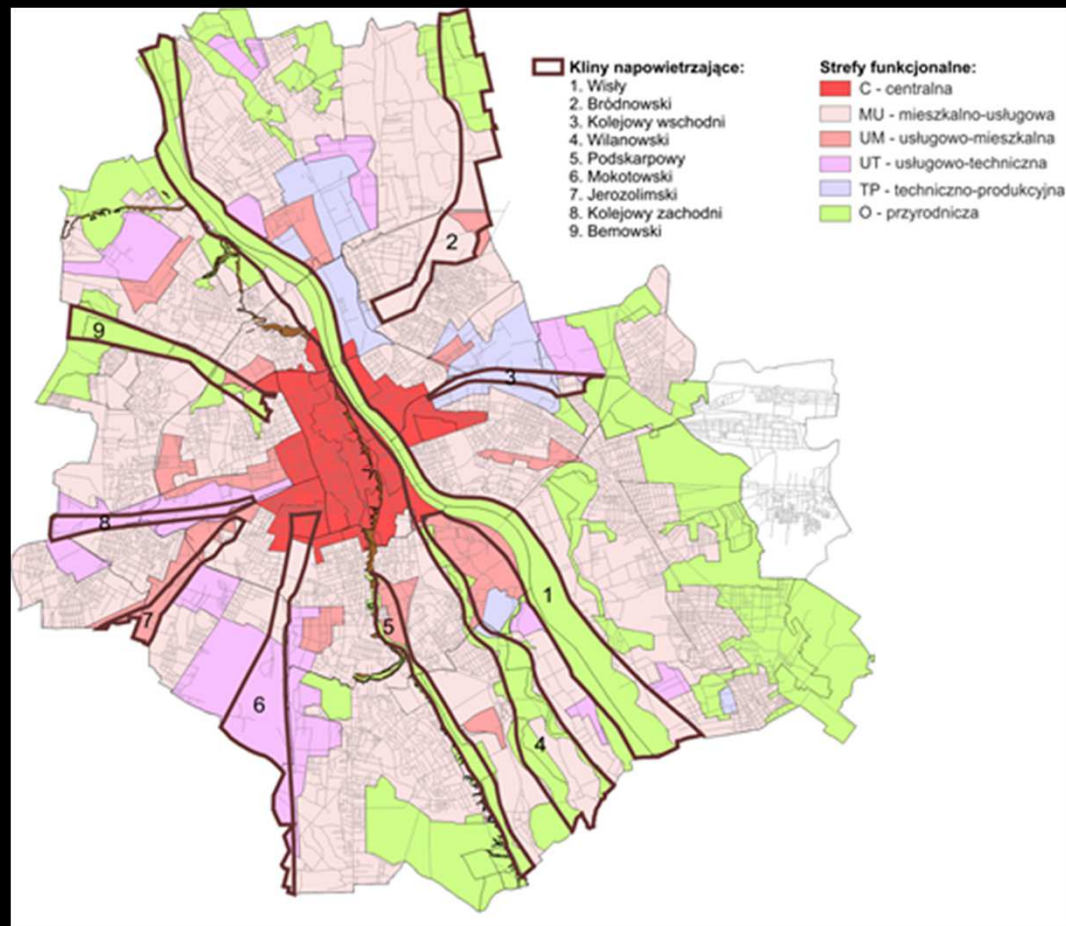 Kliny napowietrzające:
1. Wisły
2. Bródnowski
3. Kolejowy wschodni
4. Wilanowski
5. Podskarpowy
6. Mokotowski
7. Jerozolimski
8. Kolejowy zachodni
9. Bemowski
Strefy funkcjonalne:
C - centralna
MU - mieszkalno-usługowa
UM - usługowo-mieszkalna
UT - usługowo-techniczna
TP - techniczno-produkcyjna
O - przyrodnicza
2
9
3
8
1
7
5
6
4